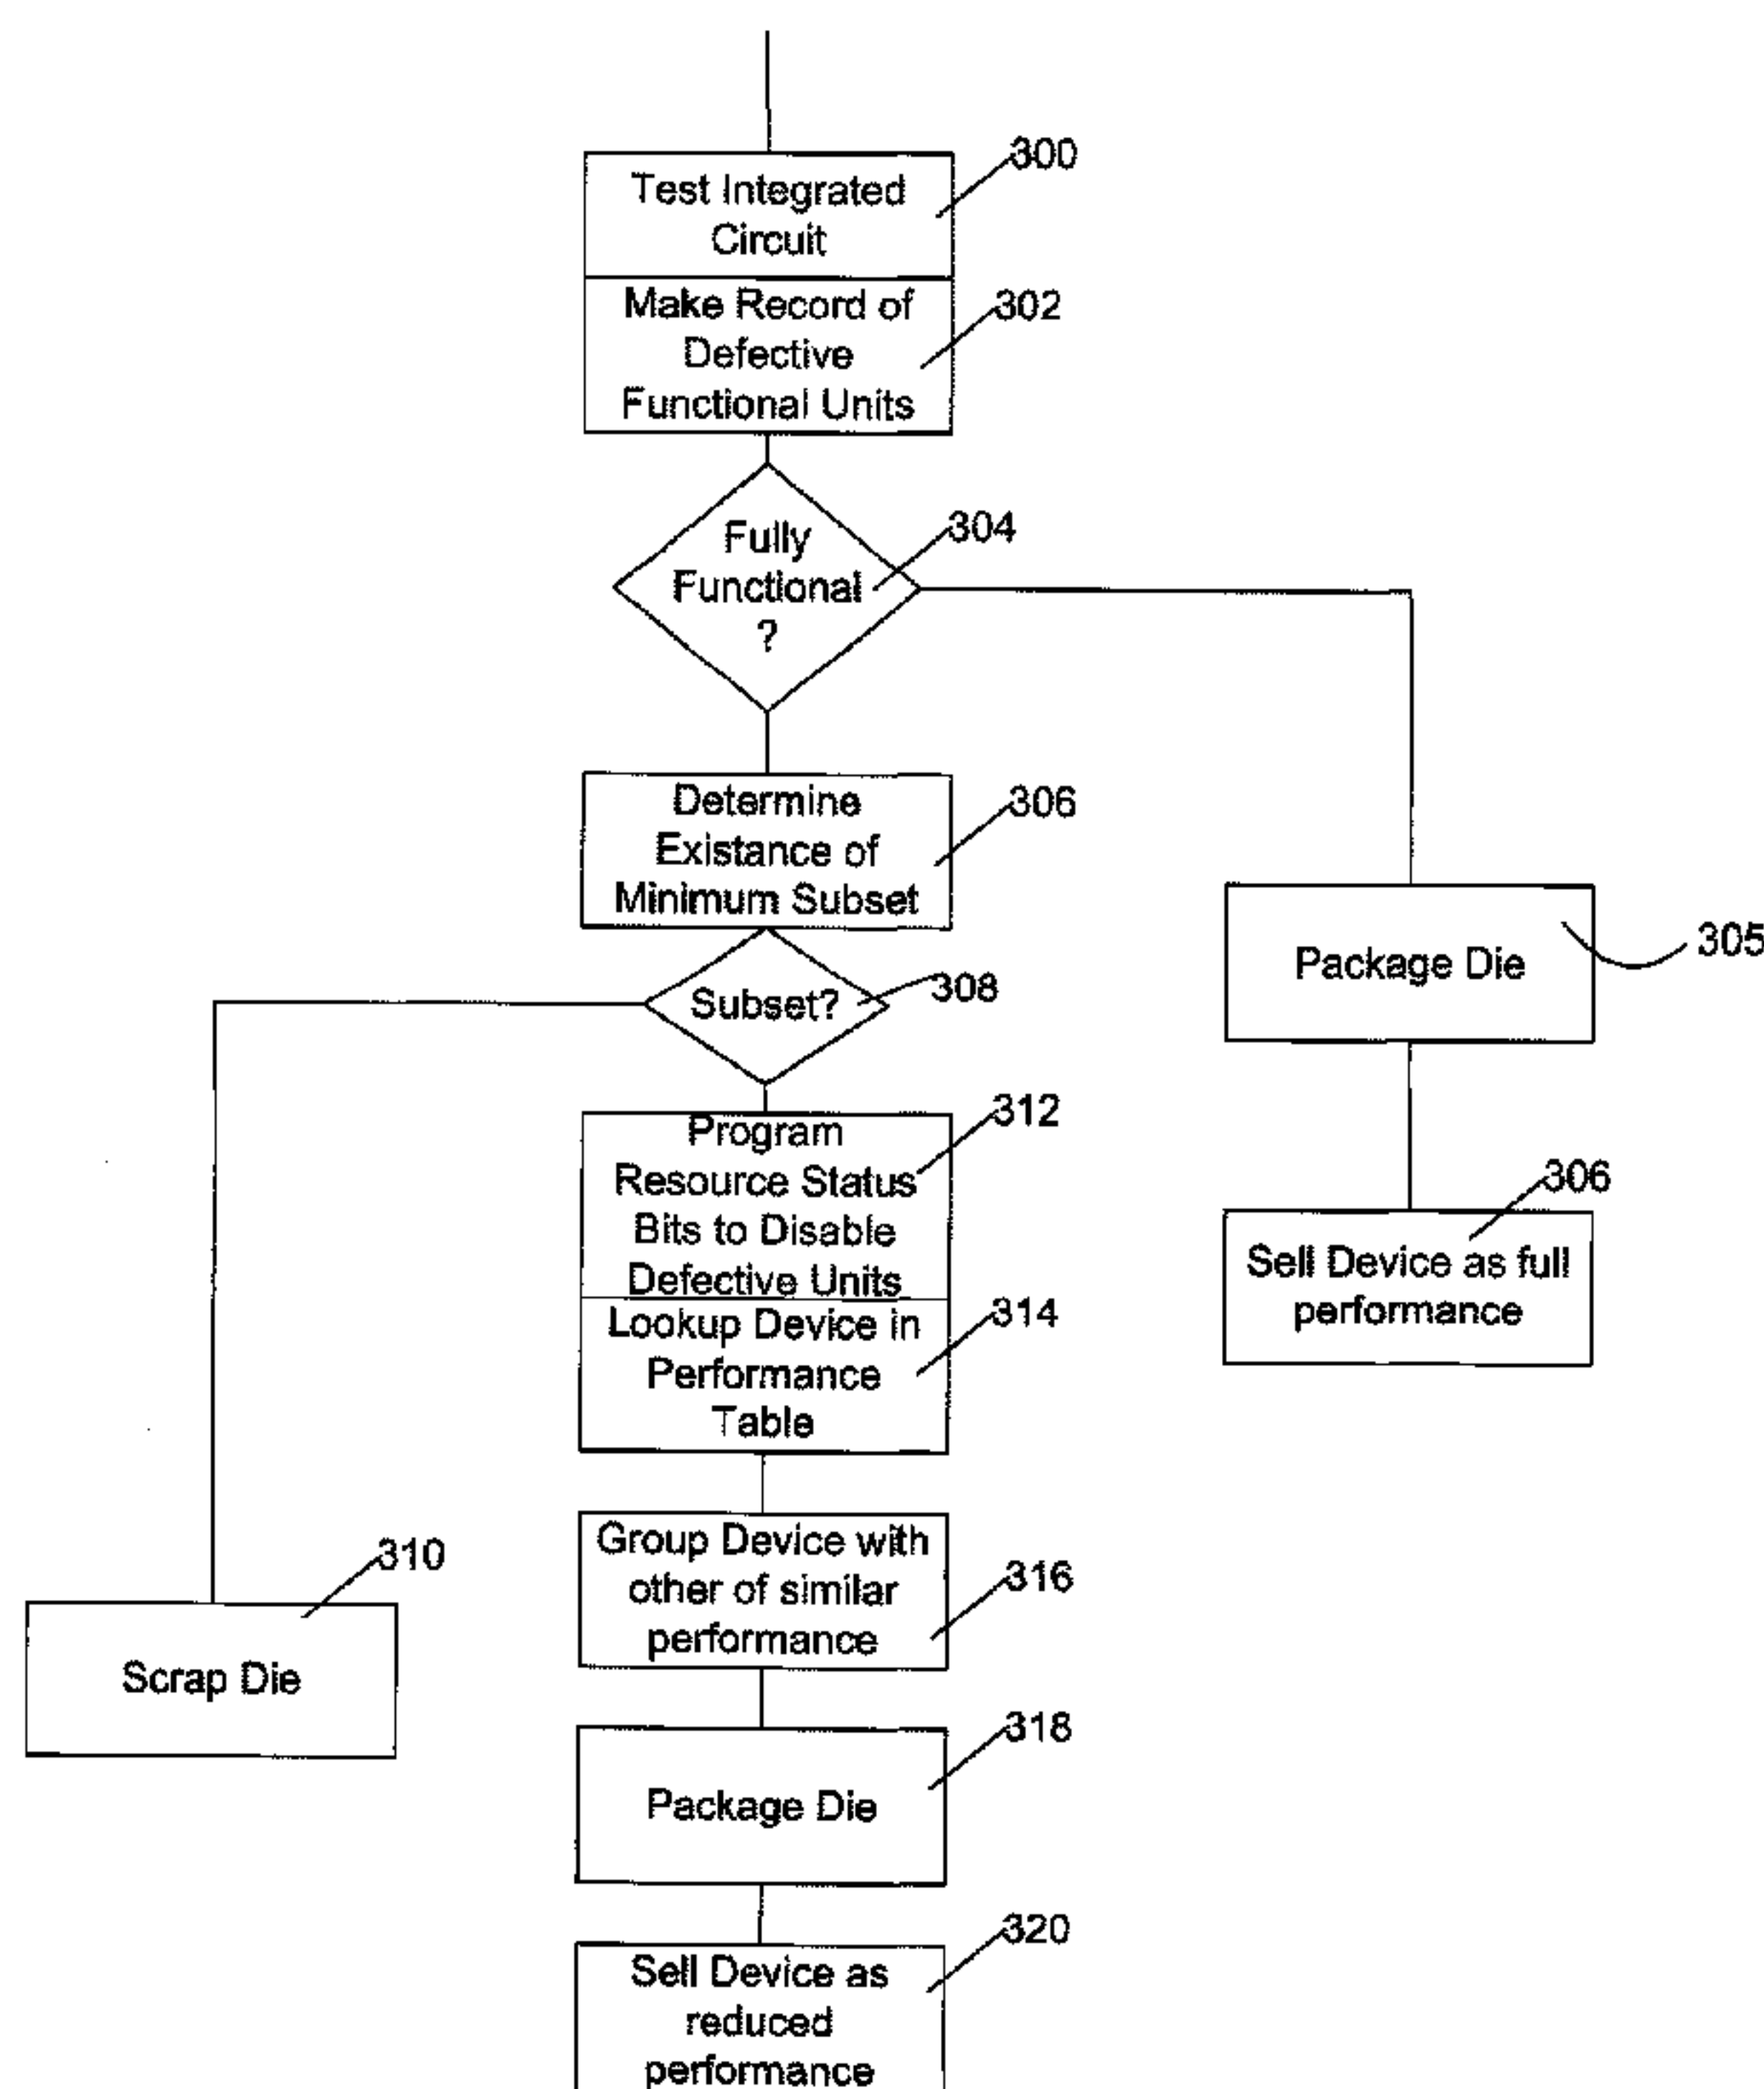 300
Test Integrated
Circuit
302
Make Record of
Defective
Functional Units
304
Fully
Functional
?
306
Determine
Existance of
Minimum Subset
305
Package Die
308
Subset?
312
Program
Resource Status
Bits to Disable
Defective Units
306
Sell Device as full
performance
314
Lookup Device in
Performance
Table
310
Scrap Die
316
Group Device with
other of similar
performance
318
Package Die
320
Sell Device as
reduced
performance